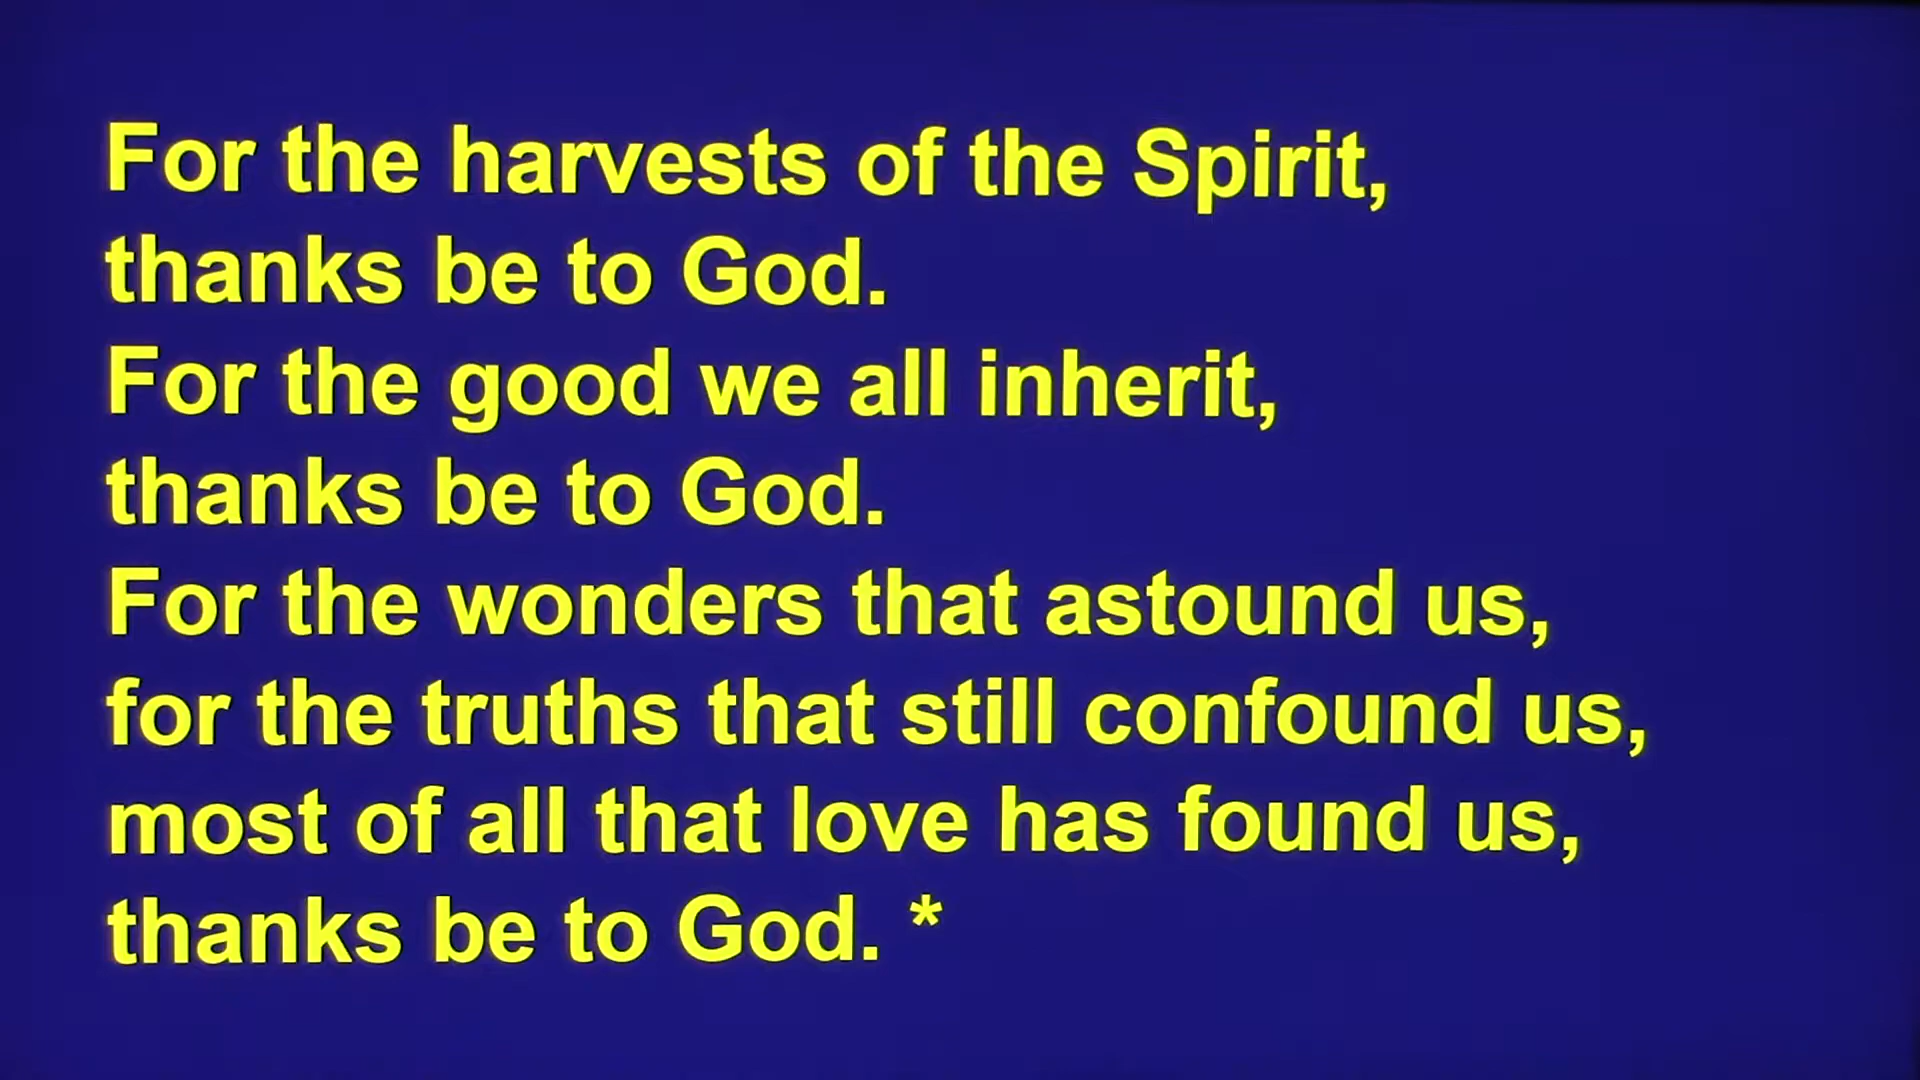 For the harvests of the Spirit,
thanks be to God.
For the good we all inherit,
thanks be to God.
For the wonders that astound us,
for the truths that still confound us,
most of all that love has found us,
thanks be to God. *